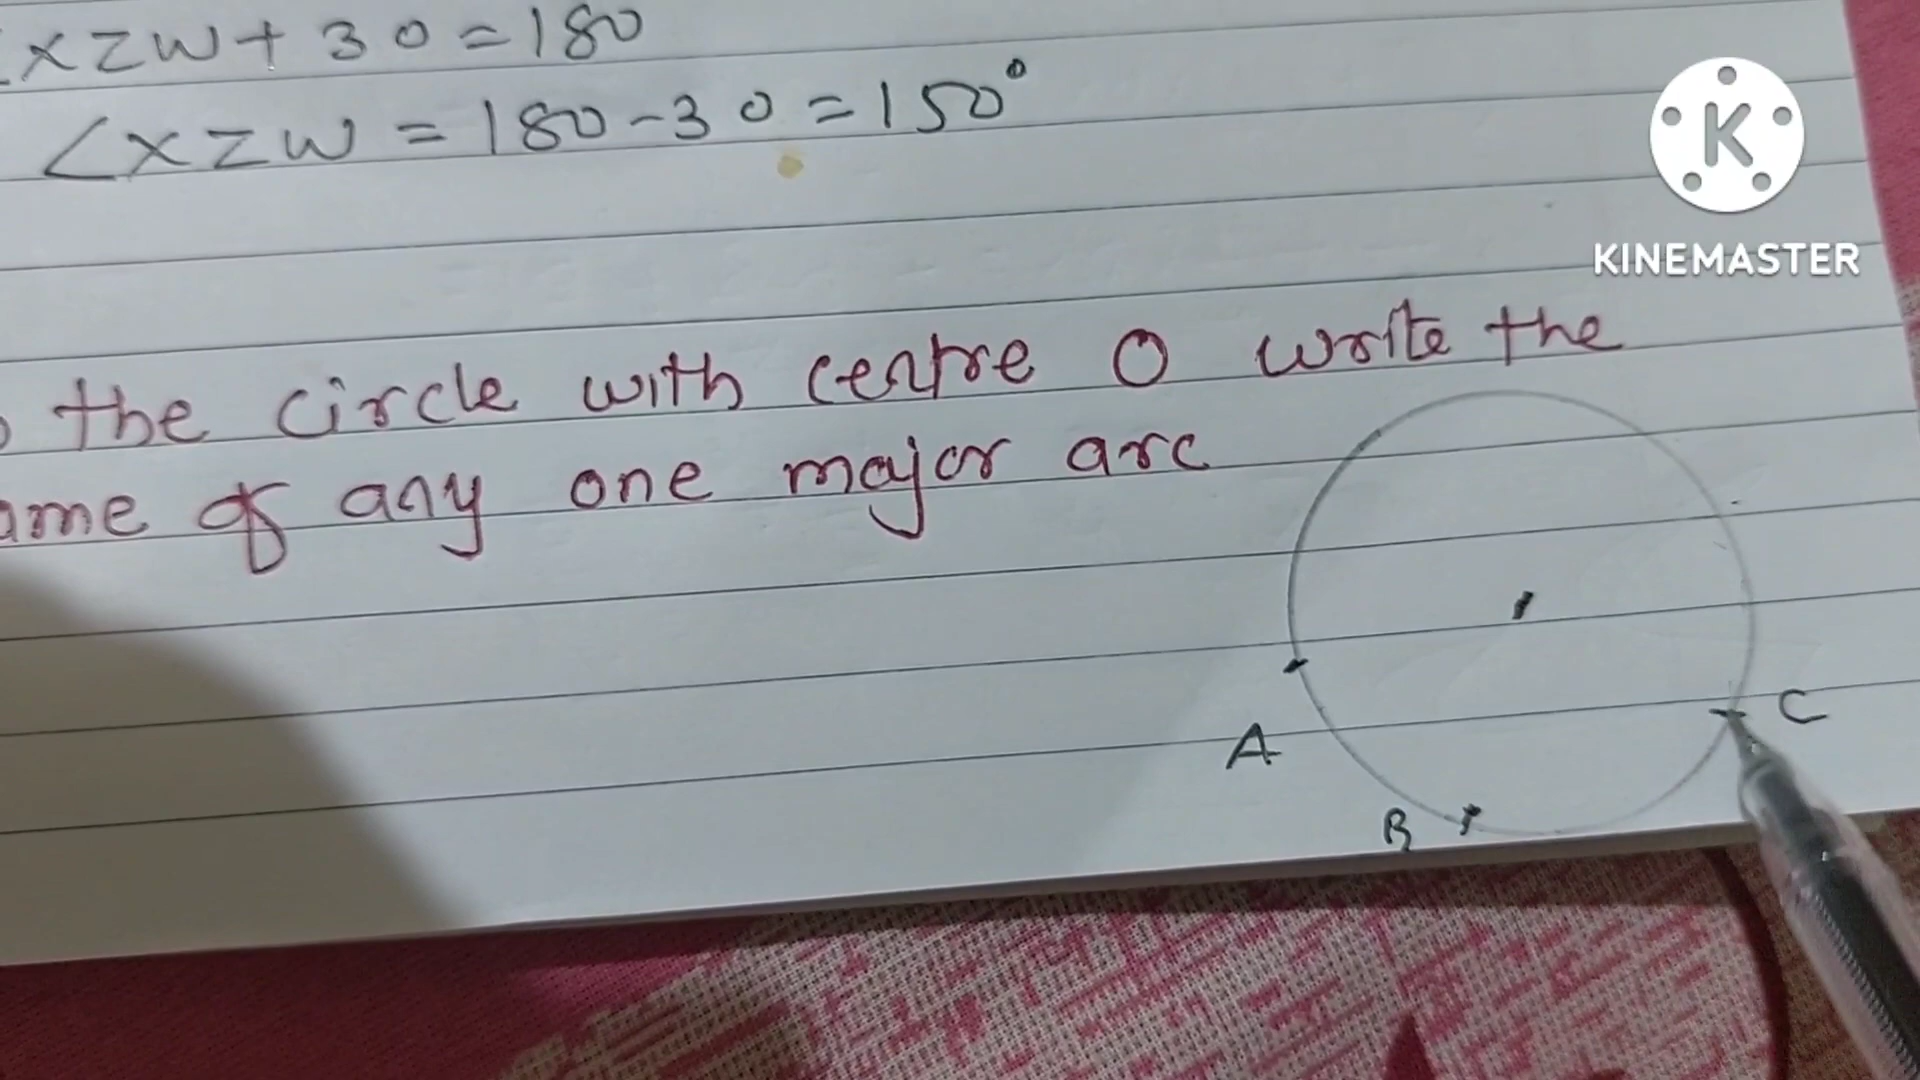 ∠XZW + 30 = 180
∠XZW = 180 - 30 = 150°
K
KINEMASTER
the circle with centre O write the
of any one major arc
A
C
B